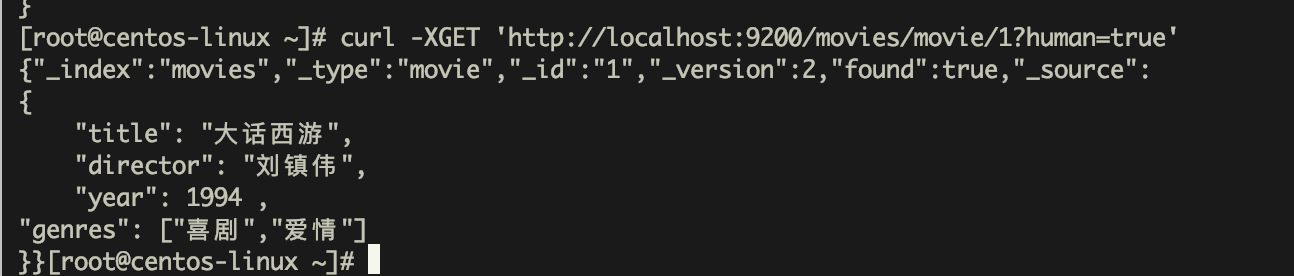 }
[root@centos-linux ~]# curl -XGET 'http://localhost:9200/movies/movie/1?human=true'
{"_index":"movies","_type":"movie","_id":"1","_version":2,"found":true,"_source":
{
    "title": "大话西游",
    "director": "刘镇伟",
    "year": 1994 ,
"genres": ["喜剧","爱情"]
}}[root@centos-linux ~]#